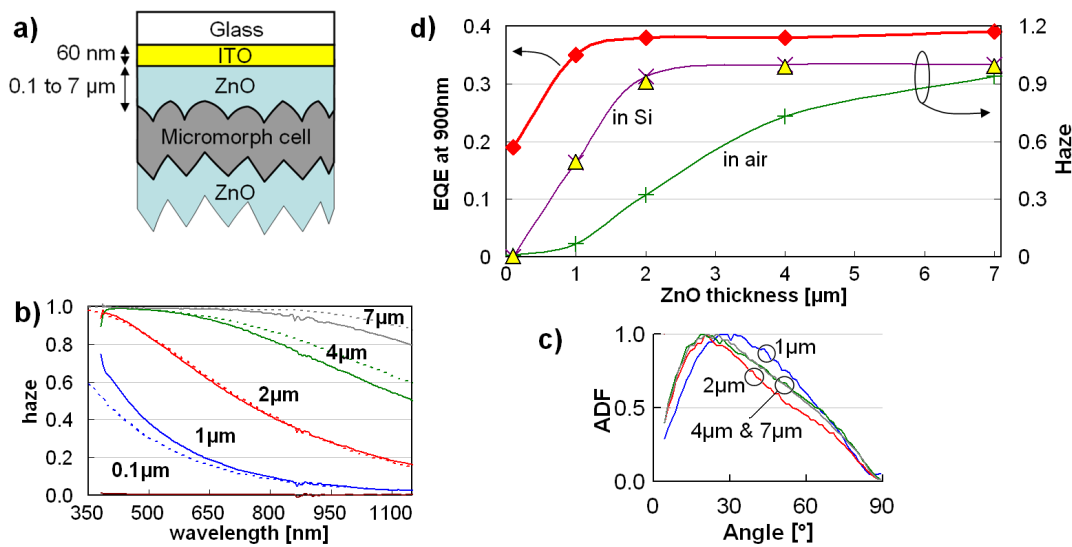 a)
Glass
60 nm
ITO
0.1 to 7 µm
ZnO
Micromorph cell
ZnO
d)
0.4
0.3
0.2
0.1
0
EQE at 900nm
1.2
0.9
0.6
0.3
0
Haze
in Si
in air
0 1 2 3 4 5 6 7
ZnO thickness [µm]
b)
1.0
0.8
0.6
0.4
0.2
0.0
haze
7µm
4µm
2µm
1µm
0.1µm
350 500 650 800 950 1100
wavelength [nm]
c)
1.0
0.5
0.0
ADF
1µm
2µm
4µm & 7µm
0 30 60 90
Angle [°]